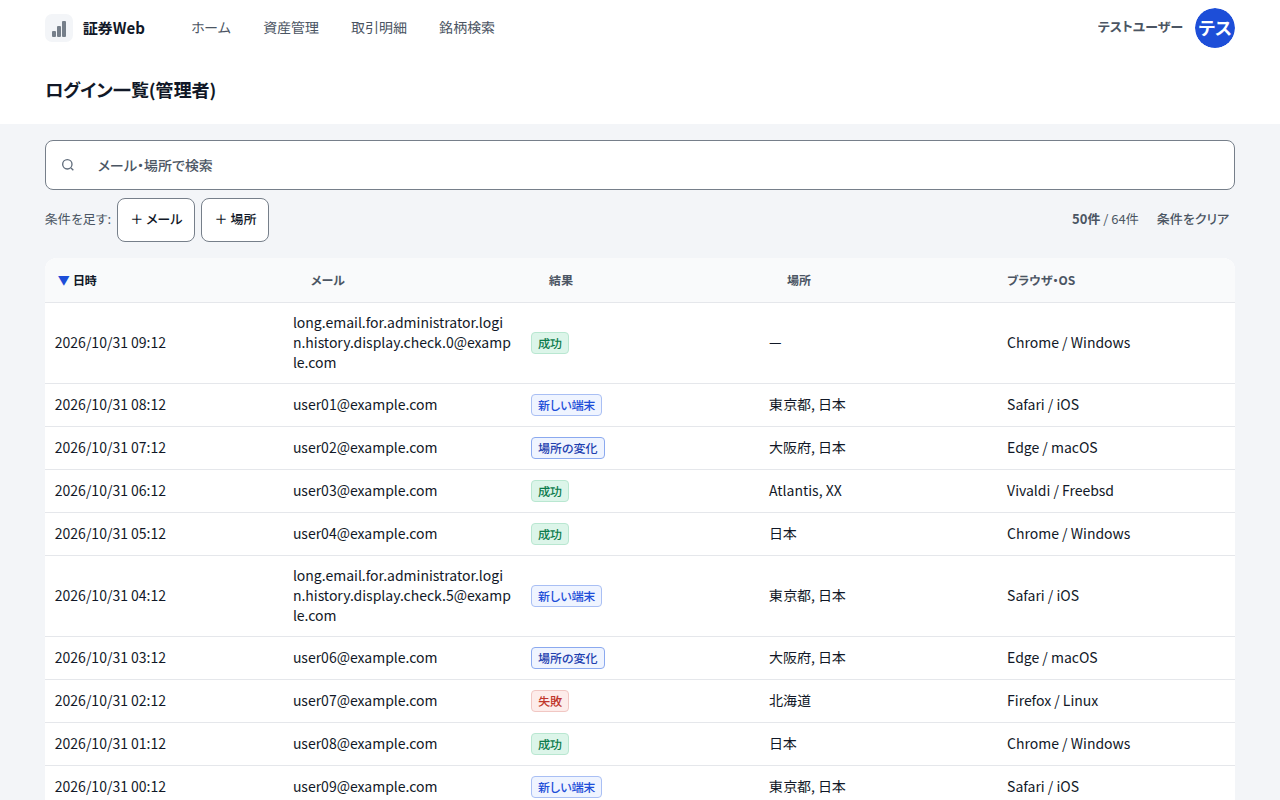 証券Web ホーム 資産管理 取引明細 銘柄検索 テストユーザー テス
ログイン一覧(管理者)
メール・場所で検索
条件を足す: ＋ メール ＋ 場所 50件 / 64件 条件をクリア
▼ 日時 メール 結果 場所 ブラウザ・OS
2026/10/31 09:12 long.email.for.administrator.logi
n.history.display.check.0@examp
le.com 成功 — Chrome / Windows
2026/10/31 08:12 user01@example.com 新しい端末 東京都, 日本 Safari / iOS
2026/10/31 07:12 user02@example.com 場所の変化 大阪府, 日本 Edge / macOS
2026/10/31 06:12 user03@example.com 成功 Atlantis, XX Vivaldi / Freebsd
2026/10/31 05:12 user04@example.com 成功 日本 Chrome / Windows
2026/10/31 04:12 long.email.for.administrator.logi
n.history.display.check.5@examp
le.com 新しい端末 東京都, 日本 Safari / iOS
2026/10/31 03:12 user06@example.com 場所の変化 大阪府, 日本 Edge / macOS
2026/10/31 02:12 user07@example.com 失敗 北海道 Firefox / Linux
2026/10/31 01:12 user08@example.com 成功 日本 Chrome / Windows
2026/10/31 00:12 user09@example.com 新しい端末 東京都, 日本 Safari / iOS